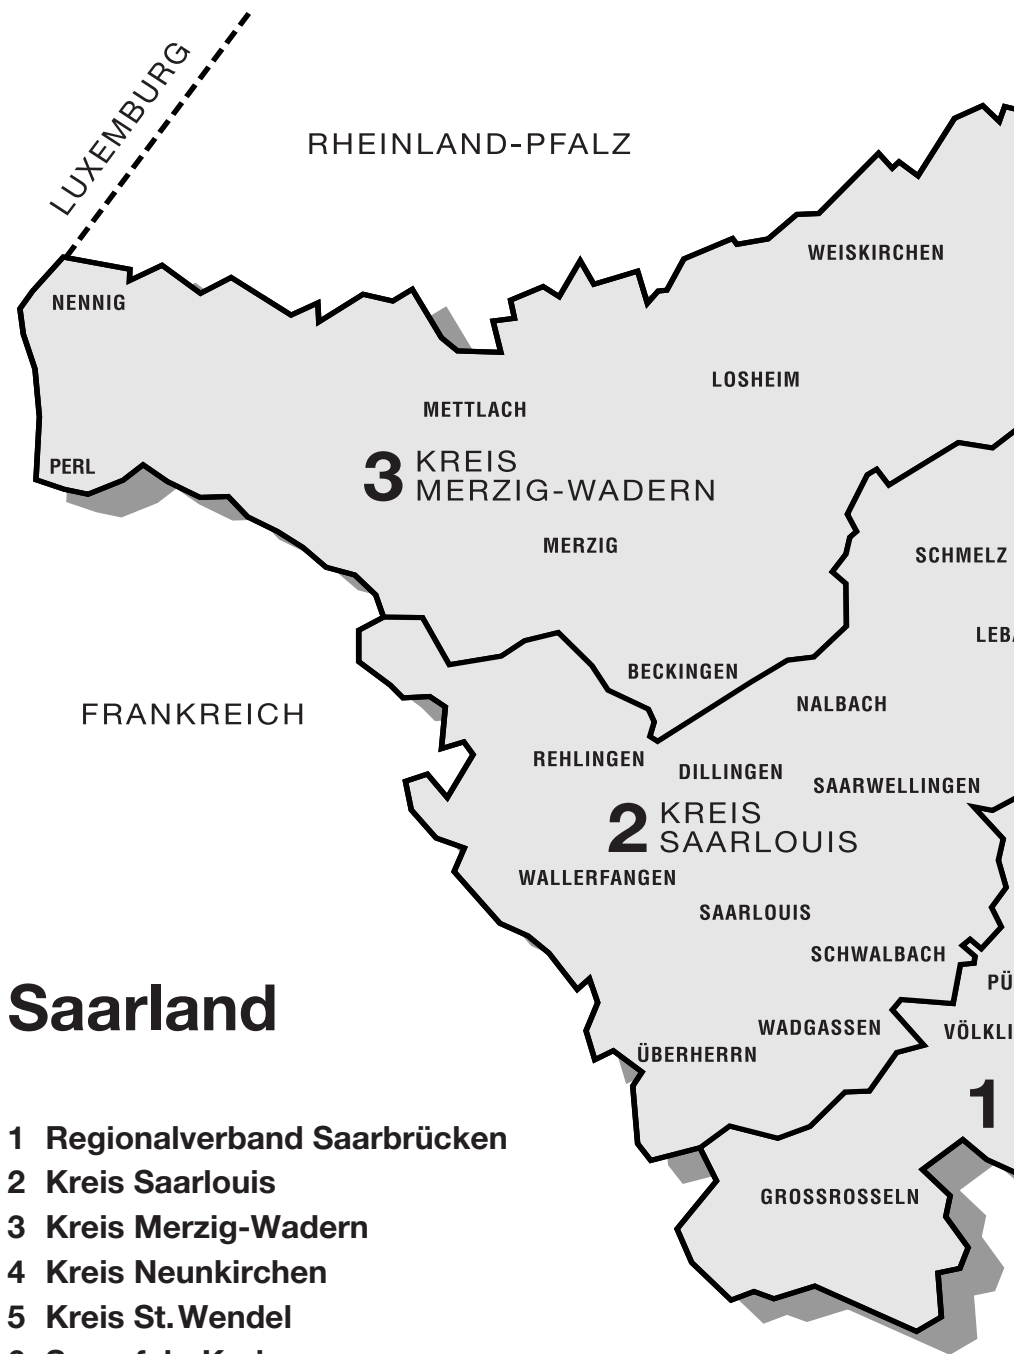 LUXEMBURG
RHEINLAND-PFALZ
WEISKIRCHEN
NENNIG
LOSHEIM
METTLACH
PERL
3 KREIS
MERZIG-WADERN
MERZIG
SCHMELZ
BECKINGEN
NALBACH
FRANKREICH
REHLINGEN
DILLINGEN
SAARWELLINGEN
2 KREIS
SAARLOUIS
WALLERFANGEN
SAARLOUIS
SCHWALBACH
Saarland
WADGASSEN
ÜBERHERRN
1
1 Regionalverband Saarbrücken
2 Kreis Saarlouis
GROSSROSSELN
3 Kreis Merzig-Wadern
4 Kreis Neunkirchen
5 Kreis St. Wendel